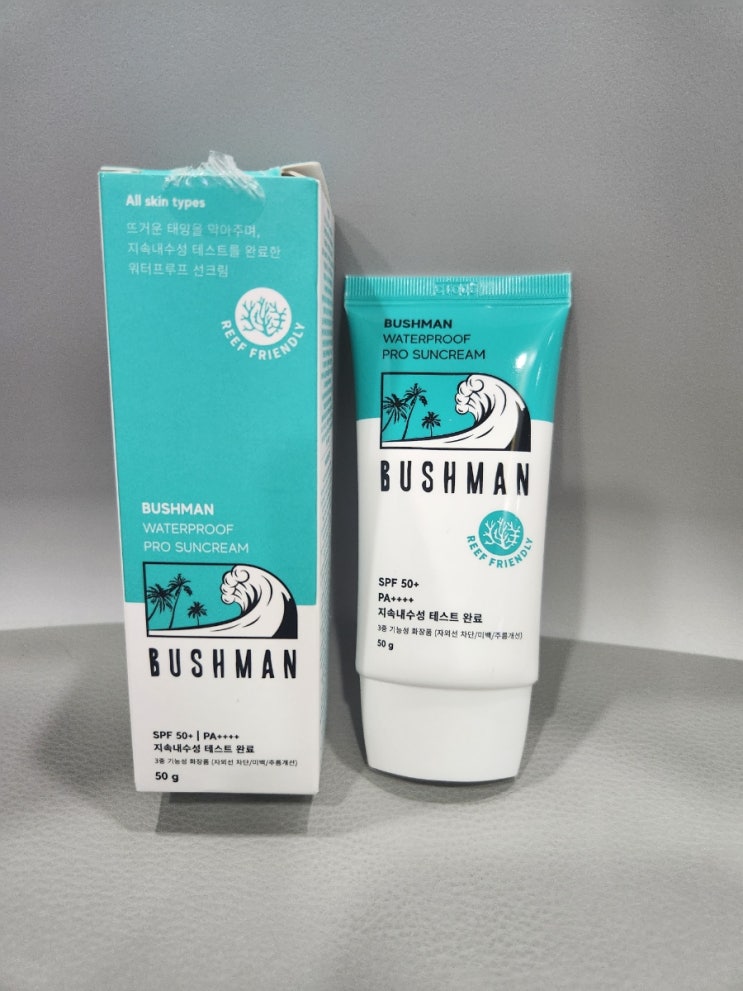 All skin types
뜨거운 태양을 막아주며,
지속내수성 테스트를 완료한
워터프루프 선크림
REEF FRIENDLY
BUSHMAN
WATERPROOF
PRO SUNCREAM
BUSHMAN
SPF 50+ | PA++++
지속내수성 테스트 완료
3중 기능성 화장품 (자외선 차단/미백/주름개선)
50 g
BUSHMAN
WATERPROOF
PRO SUNCREAM
BUSHMAN
REEF FRIENDLY
SPF 50+
PA++++
지속내수성 테스트 완료
3중 기능성 화장품 (자외선 차단/미백/주름개선)
50 g